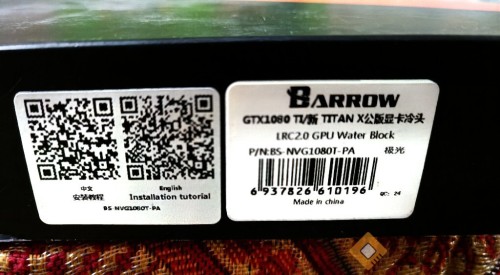 中文
安装教程
English
Installation tutorial
BS-NVG1080T-PA
BARROW
GTX1080 TI/新 TITAN X公版显卡冷头
LRC2.0 GPU Water Block
P/N:BS-NVG1080T-PA 极光
6 937826 610196
QC: 24
Made in china